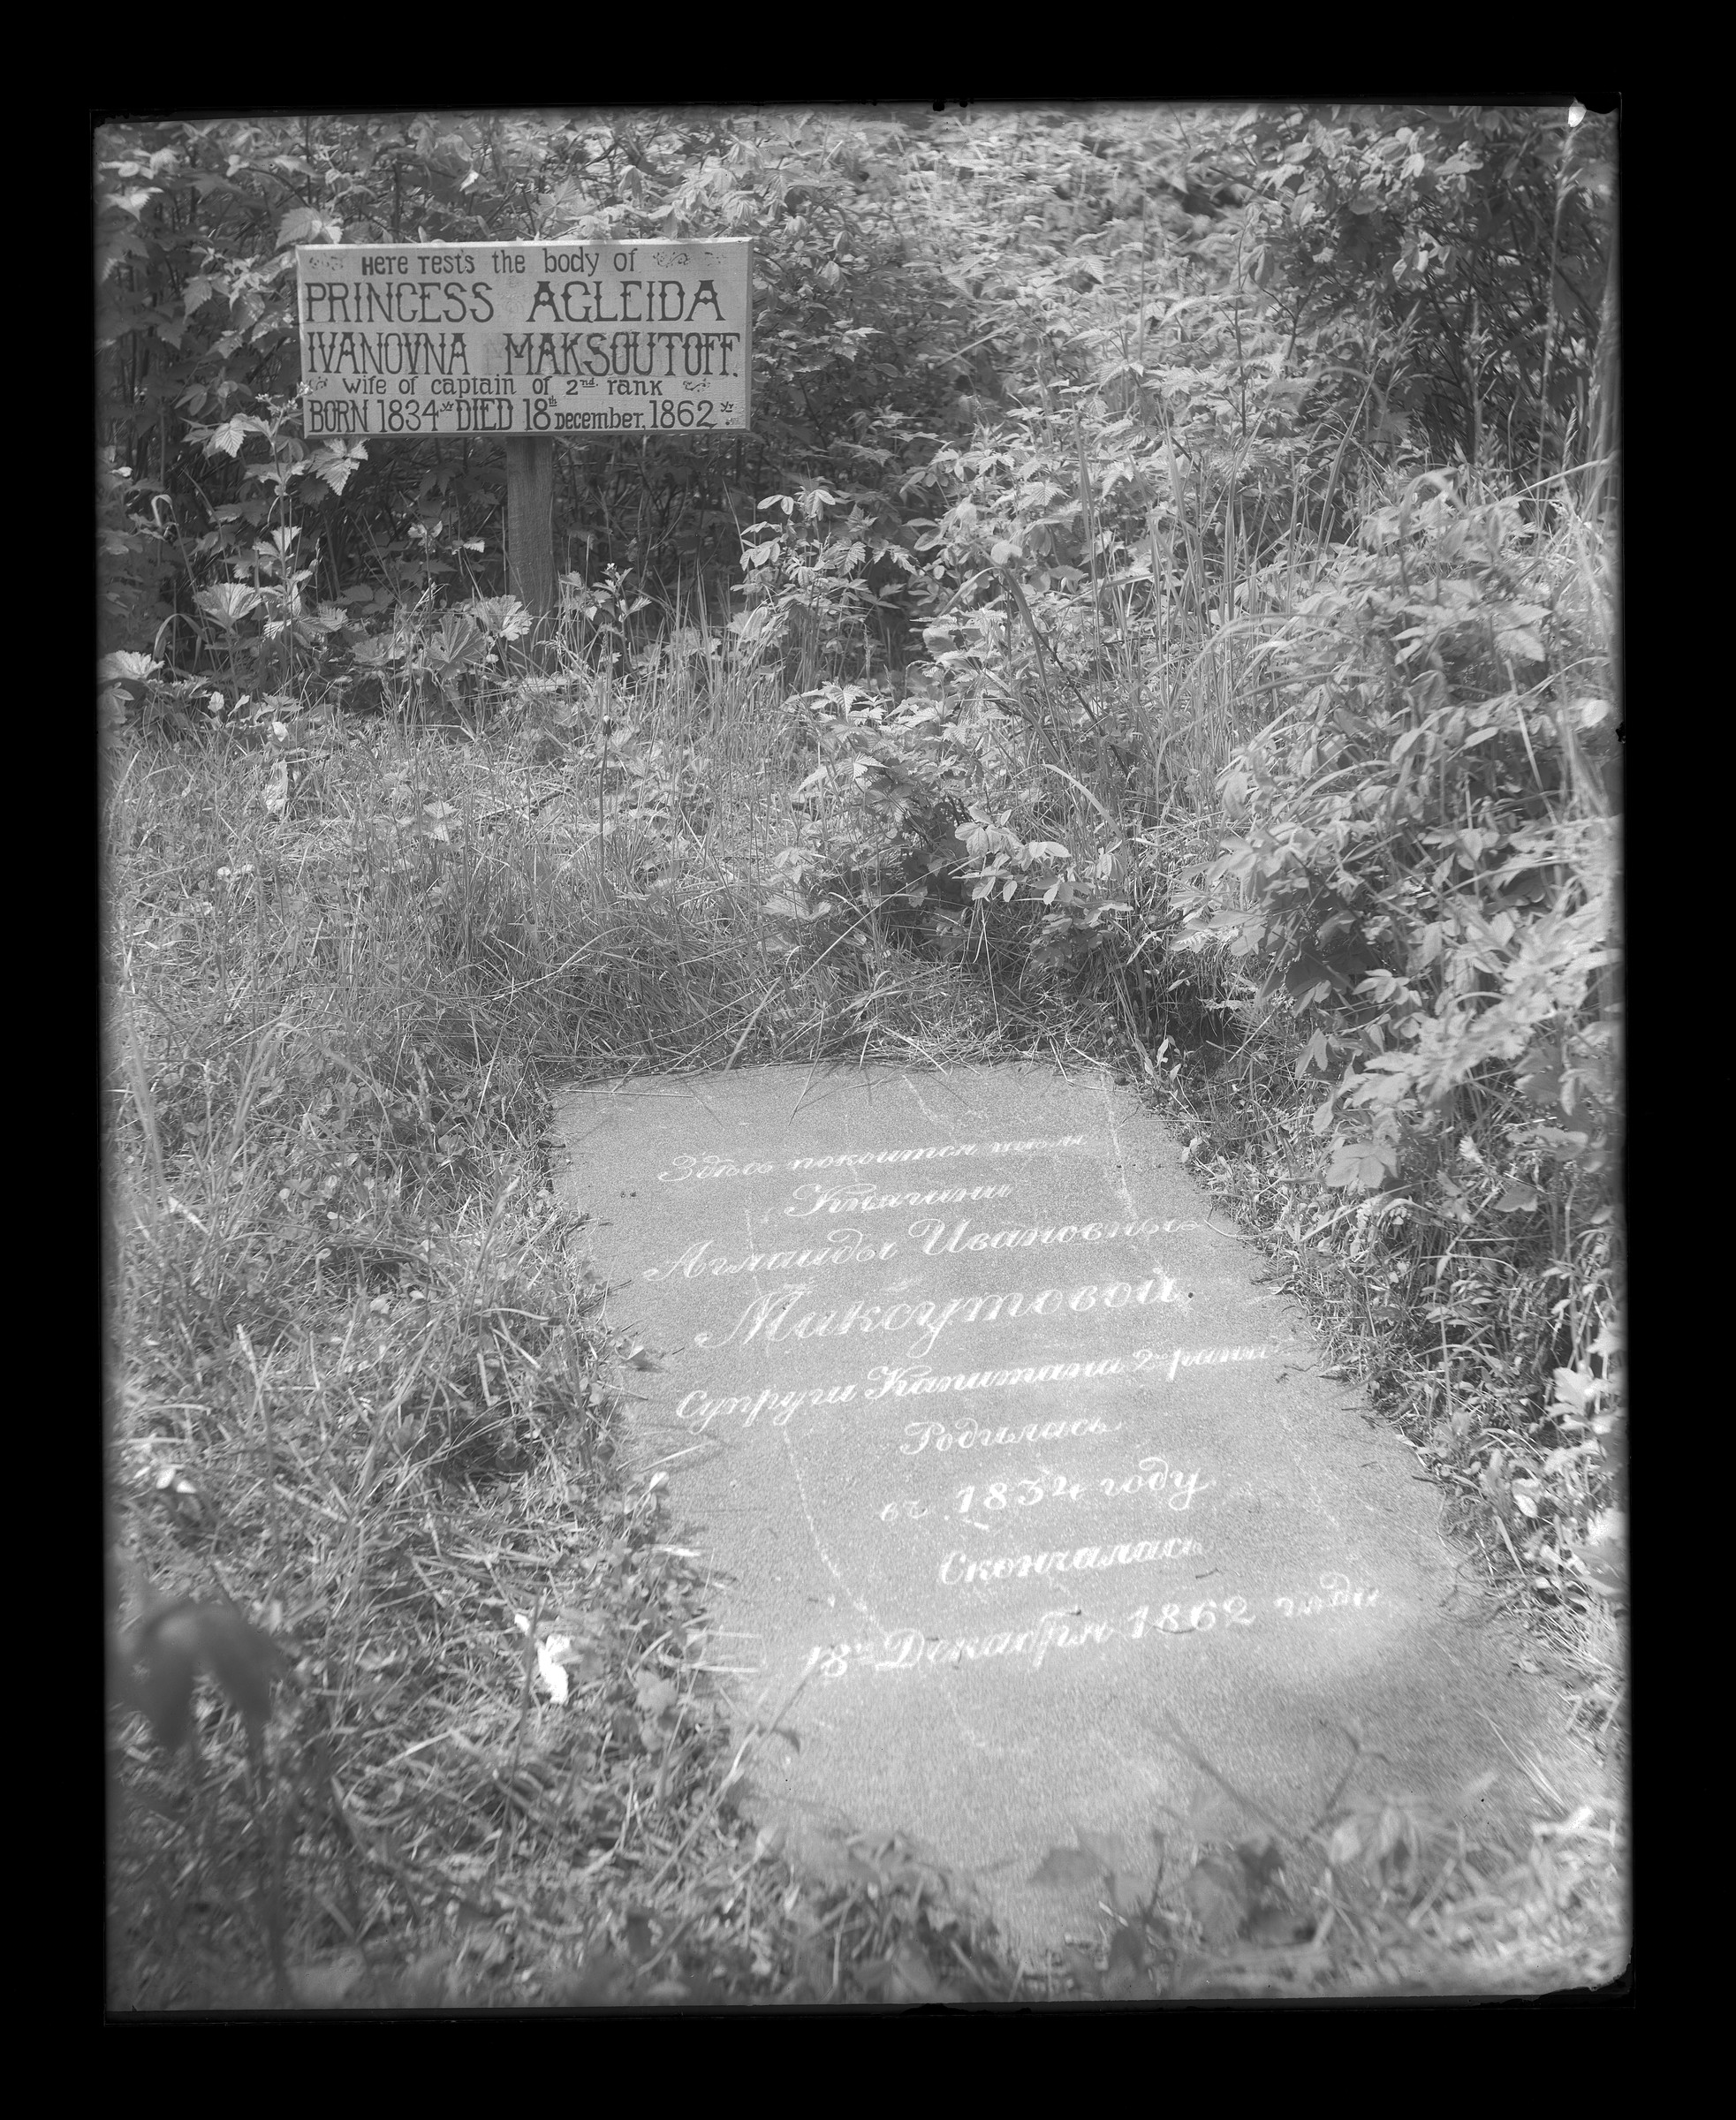 Here rests the body of
PRINCESS AGLEIDA
IVANOVNA MAKSOUTOFF.
wife of captain of 2nd. rank
BORN 1834 DIED 18th December, 1862
Здѣсь покоится тѣло
Княгини
Аглаиды Ивановны
Максутовой
Супруги Капитана 2го ранга
Родилась
въ 1834 году
Скончалась
18го Декабря 1862 года